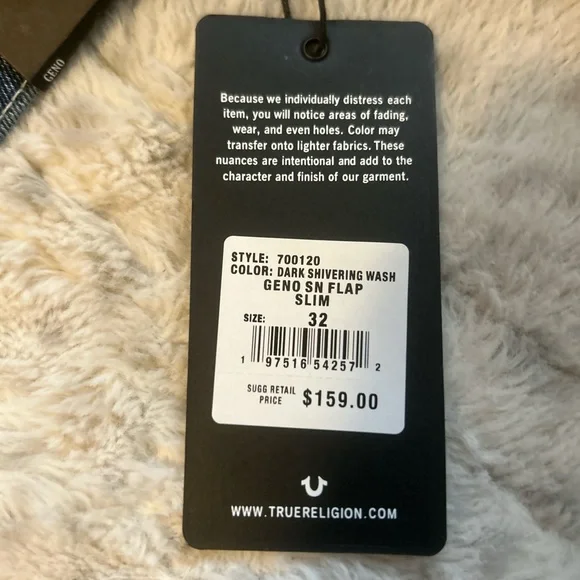 GENO
Because we individually distress each
item, you will notice areas of fading,
wear, and even holes. Color may
transfer onto lighter fabrics. These
nuances are intentional and add to the
character and finish of our garment.
STYLE: 700120
COLOR: DARK SHIVERING WASH
GENO SN FLAP
SLIM
SIZE: 32
1 97516 54257 2
SUGG RETAIL
PRICE $159.00
WWW.TRUERELIGION.COM